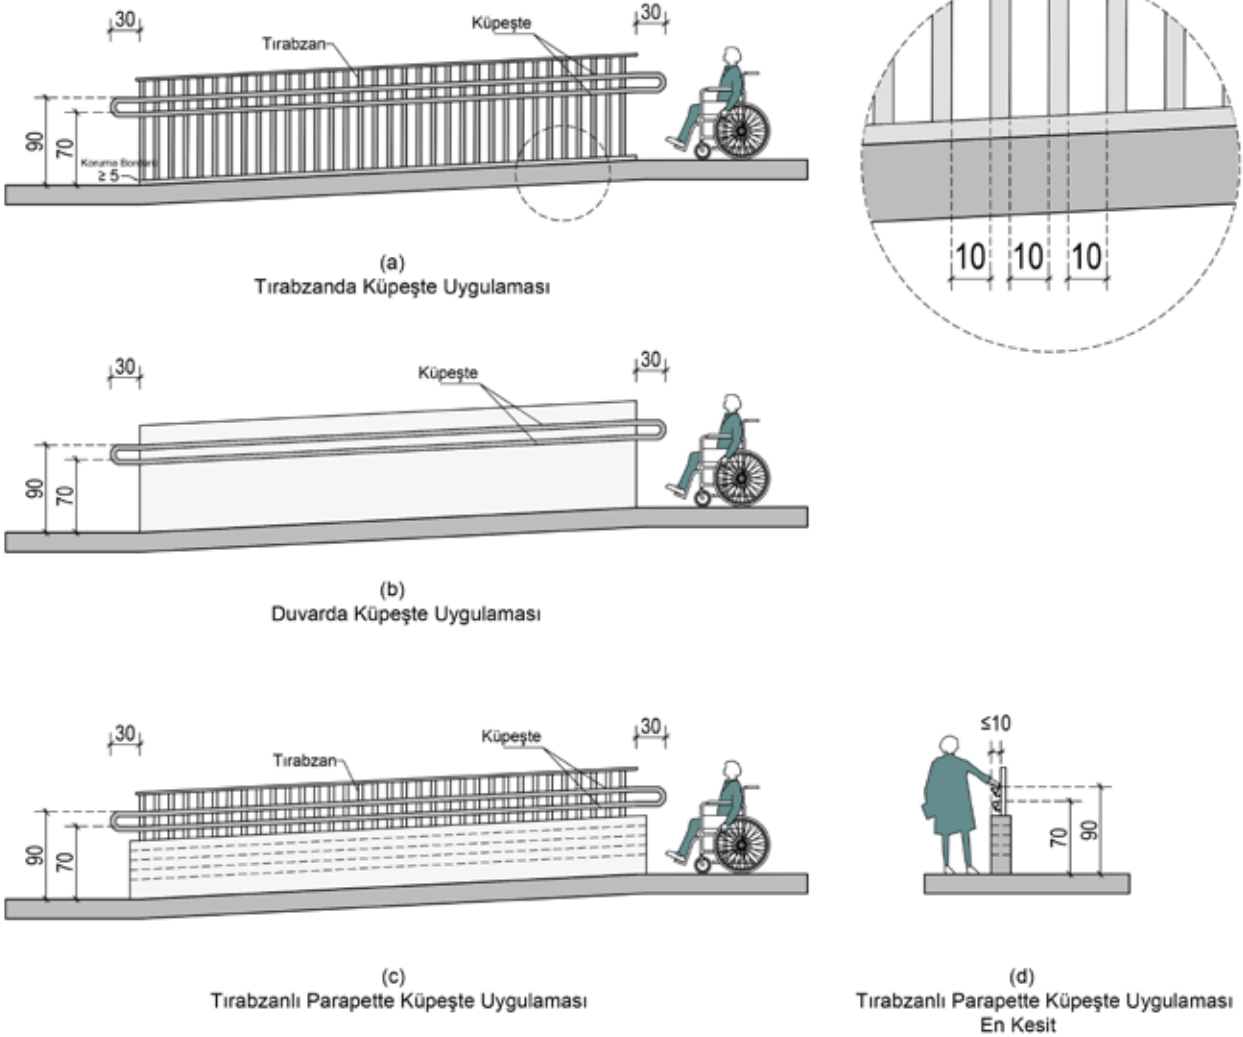 30
30
Tırabzan
Küpeşte
90
70
Koruma Bordürü
≥ 5
10 10 10
(a)
Tırabzanda Küpeşte Uygulaması
30
30
Küpeşte
90
70
(b)
Duvarda Küpeşte Uygulaması
30
30
Tırabzan
Küpeşte
90
70
(c)
Tırabzanlı Parapette Küpeşte Uygulaması
≤10
70
90
(d)
Tırabzanlı Parapette Küpeşte Uygulaması
En Kesit